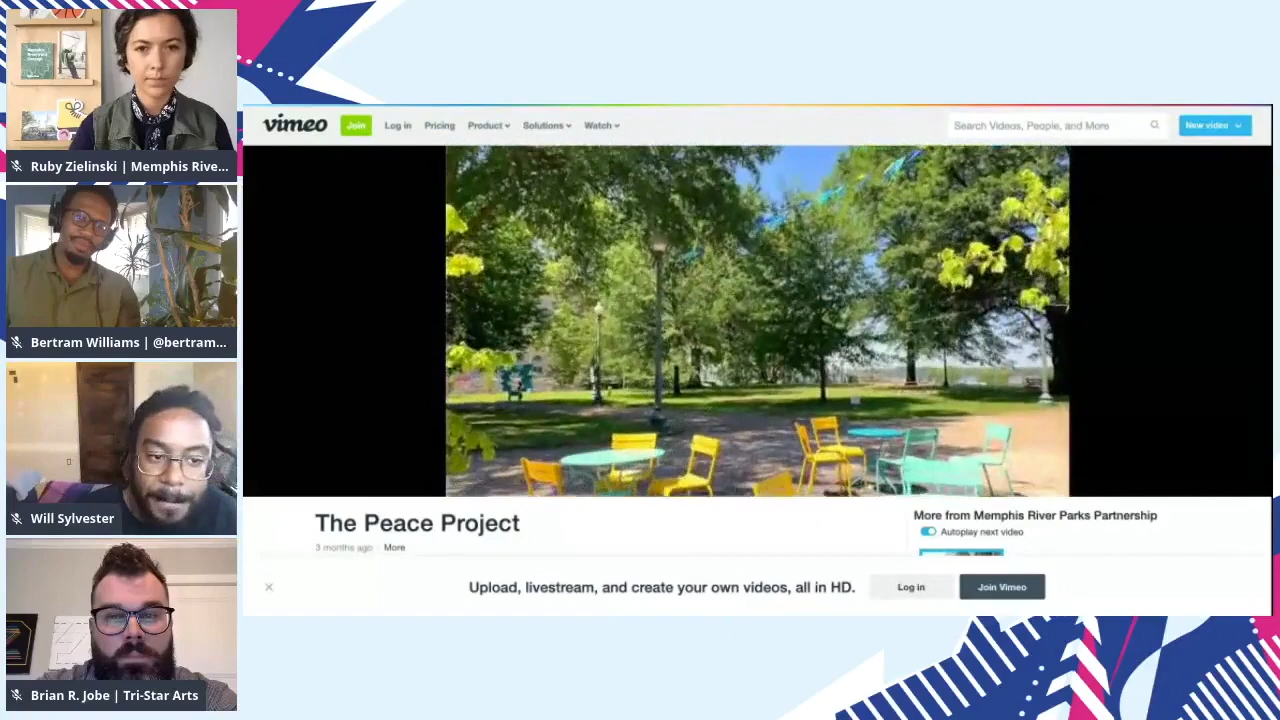 Ruby Zielinski | Memphis Rive...
Bertram Williams | @bertram...
Will Sylvester
Brian R. Jobe | Tri-Star Arts
vimeo Join Log in Pricing Product Solutions Watch Search Videos, People, and More New video
The Peace Project
3 months ago More
More from Memphis River Parks Partnership
Autoplay next video
Upload, livestream, and create your own videos, all in HD. Log in Join Vimeo